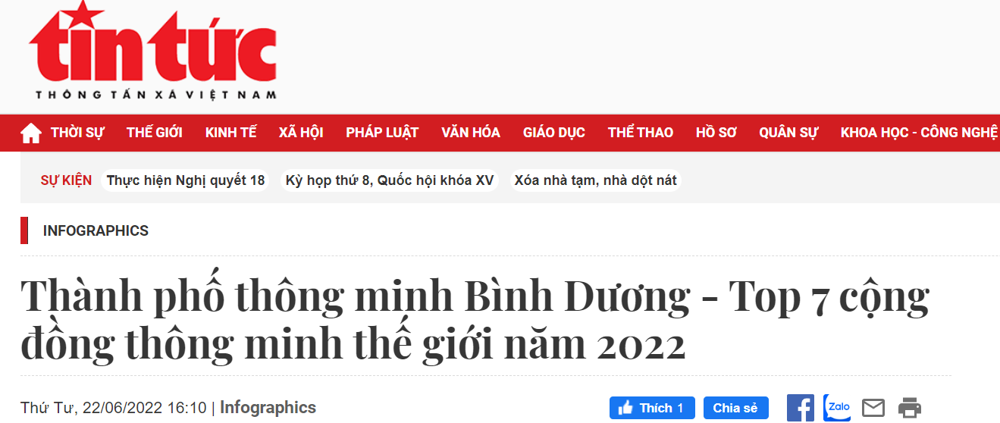 tin tức
THÔNG TẤN XÃ VIỆT NAM
THỜI SỰ THẾ GIỚI KINH TẾ XÃ HỘI PHÁP LUẬT VĂN HÓA GIÁO DỤC THỂ THAO HỒ SƠ QUÂN SỰ KHOA HỌC - CÔNG NGHỆ
SỰ KIỆN Thực hiện Nghị quyết 18 Kỳ họp thứ 8, Quốc hội khóa XV Xóa nhà tạm, nhà dột nát
INFOGRAPHICS
Thành phố thông minh Bình Dương - Top 7 cộng
đồng thông minh thế giới năm 2022
Thứ Tư, 22/06/2022 16:10 | Infographics Thích 1 Chia sẻ f Zalo